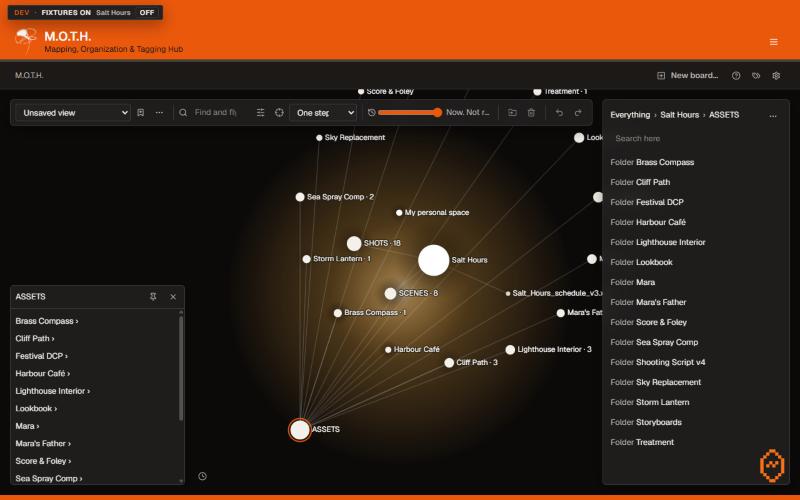 DEV · FIXTURES ON Salt Hours OFF
M.O.T.H.
Mapping, Organization & Tagging Hub
M.O.T.H.
New board...
Score & Foley
Treatment · 1
Unsaved view
Find and
One step
Now. Not r...
Everything › Salt Hours › ASSETS
Search here
Sky Replacement
Look
Sea Spray Comp · 2
My personal space
SHOTS · 18
Storm Lantern · 1
Salt Hours
M
SCENES · 8
Salt_Hours_schedule_v3.
Brass Compass · 1
Mara's Fat
Harbour Café
Lighthouse Interior · 3
Cliff Path · 3
ASSETS
Folder Brass Compass
Folder Cliff Path
Folder Festival DCP
Folder Harbour Café
Folder Lighthouse Interior
Folder Lookbook
Folder Mara
Folder Mara's Father
Folder Score & Foley
Folder Sea Spray Comp
Folder Shooting Script v4
Folder Sky Replacement
Folder Storm Lantern
Folder Storyboards
Folder Treatment
ASSETS
Brass Compass ›
Cliff Path ›
Festival DCP ›
Harbour Café ›
Lighthouse Interior ›
Lookbook ›
Mara ›
Mara's Father ›
Score & Foley ›
Sea Spray Comp ›